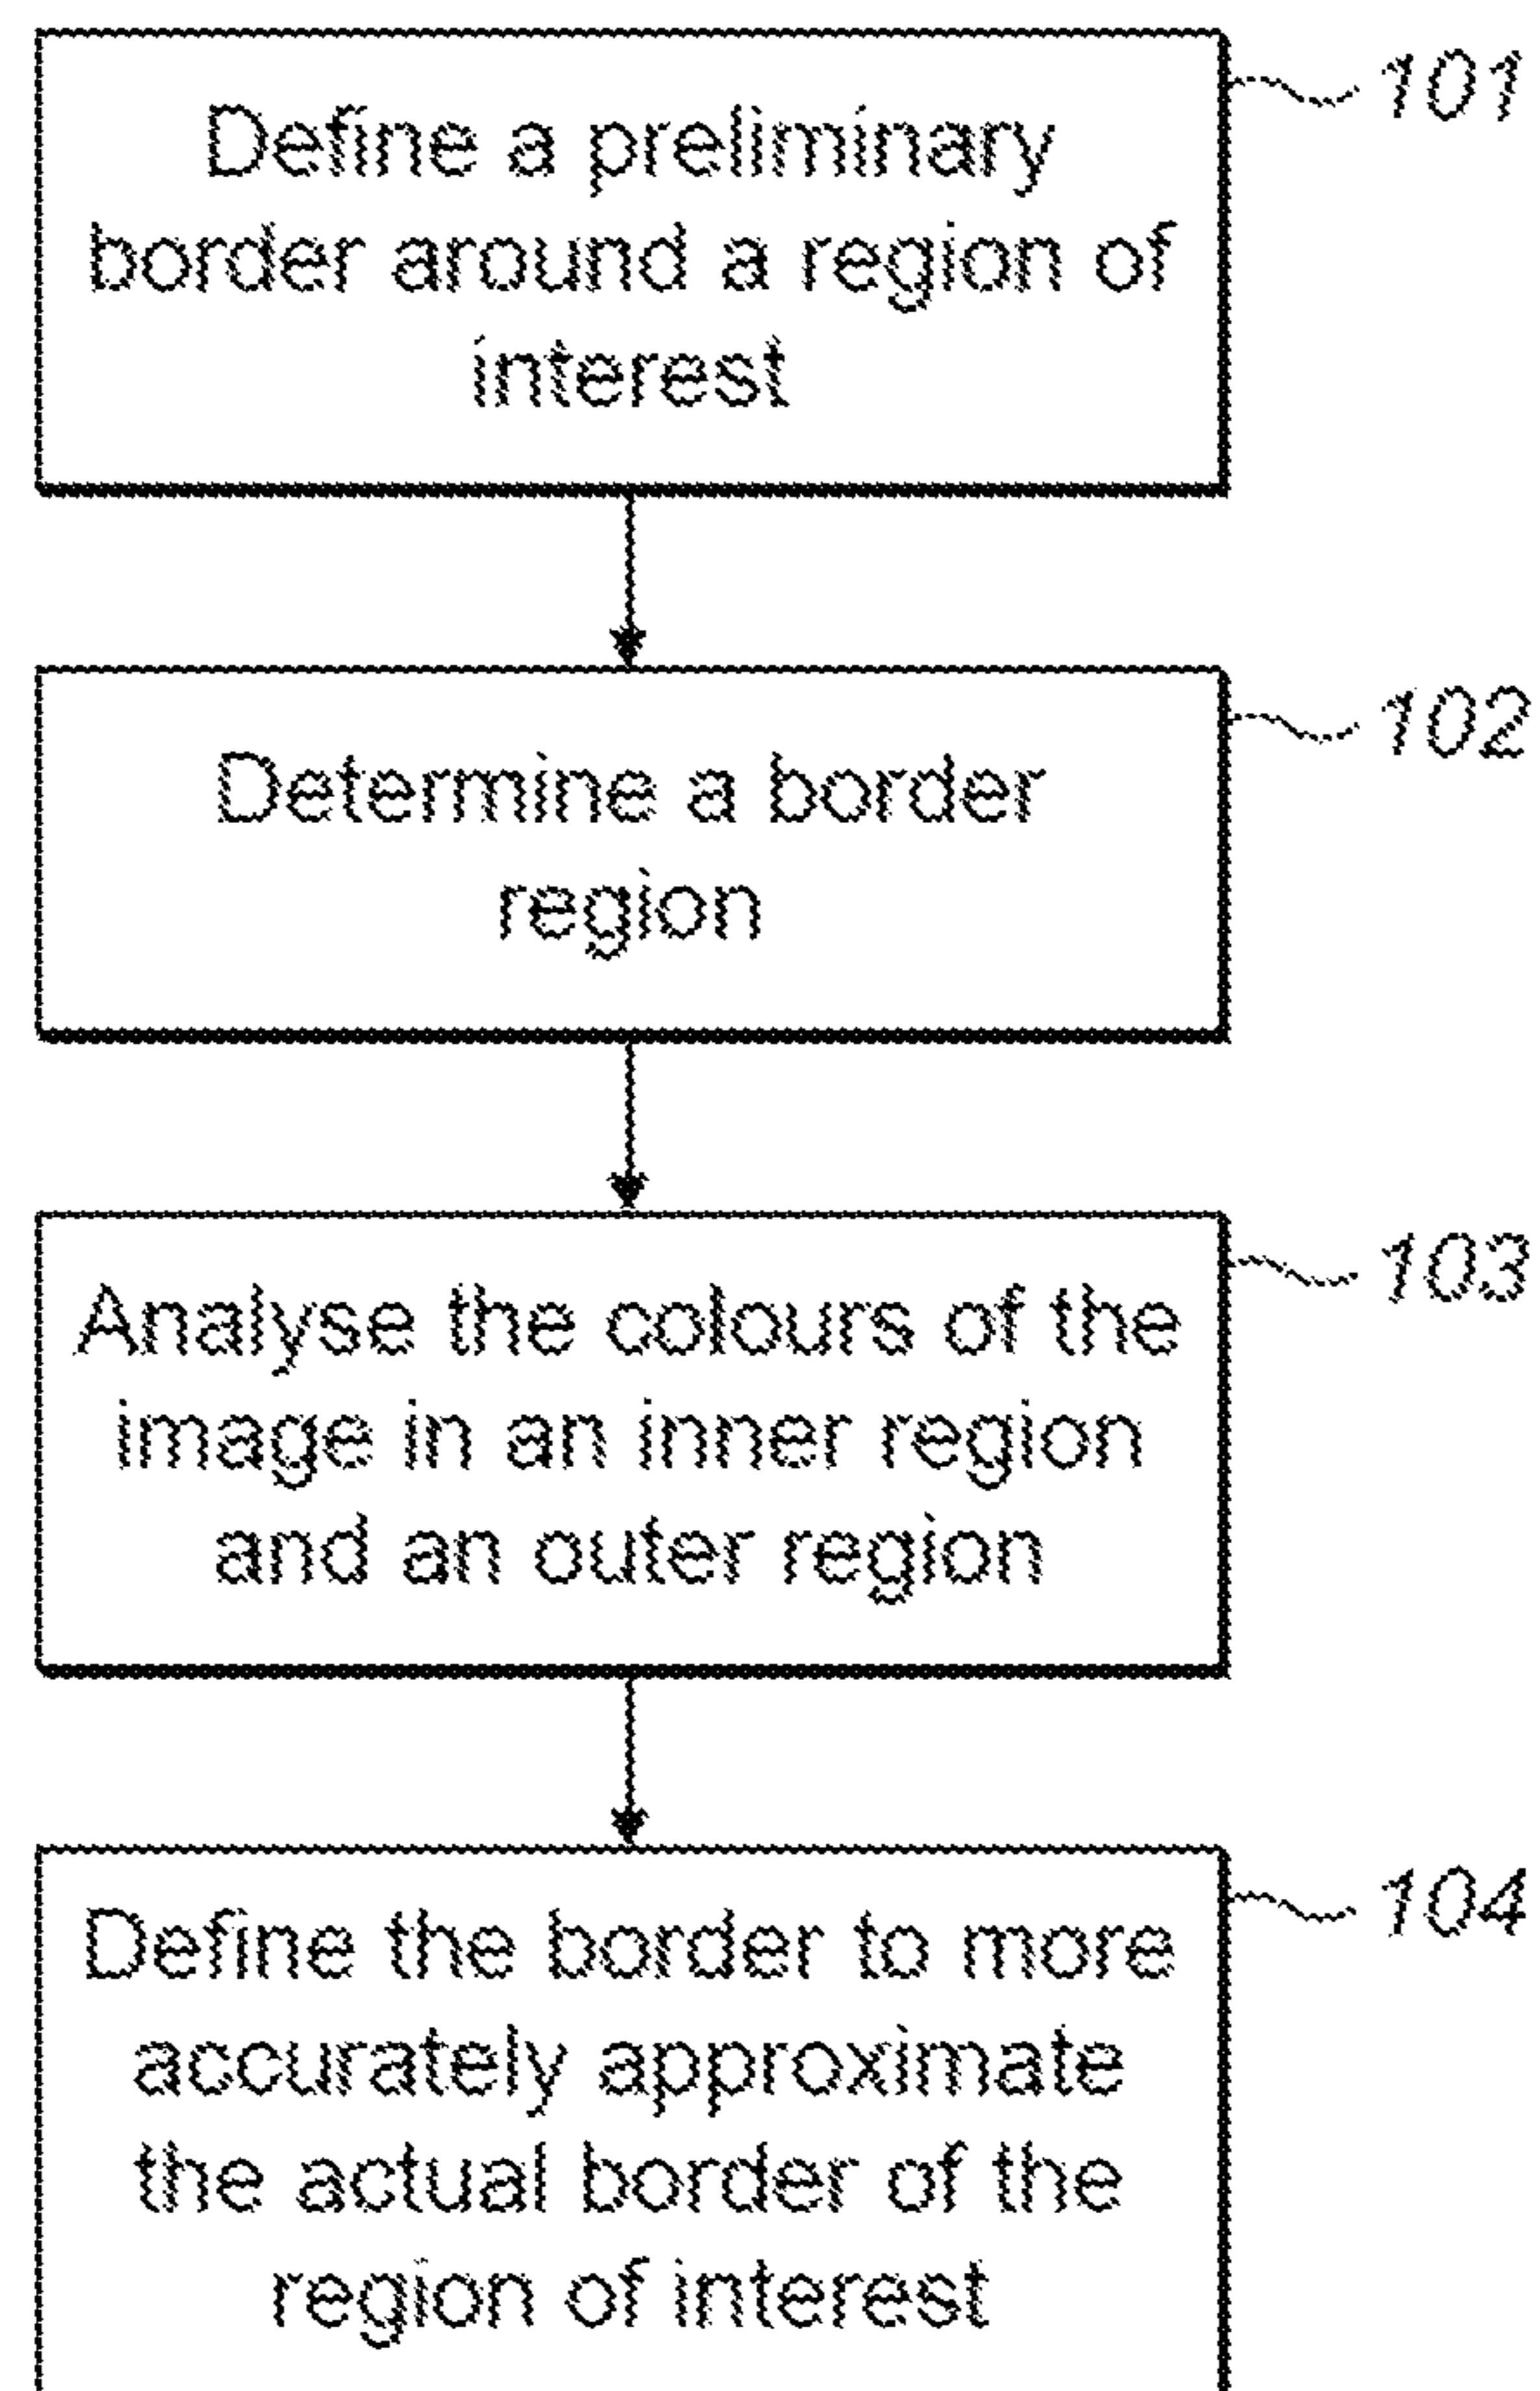 Define a preliminary
border around a region of
interest
101
Determine a border
region
102
Analyse the colours of the
image in an inner region
and an outer region
103
Define the border to more
accurately approximate
the actual border of the
region of interest
104